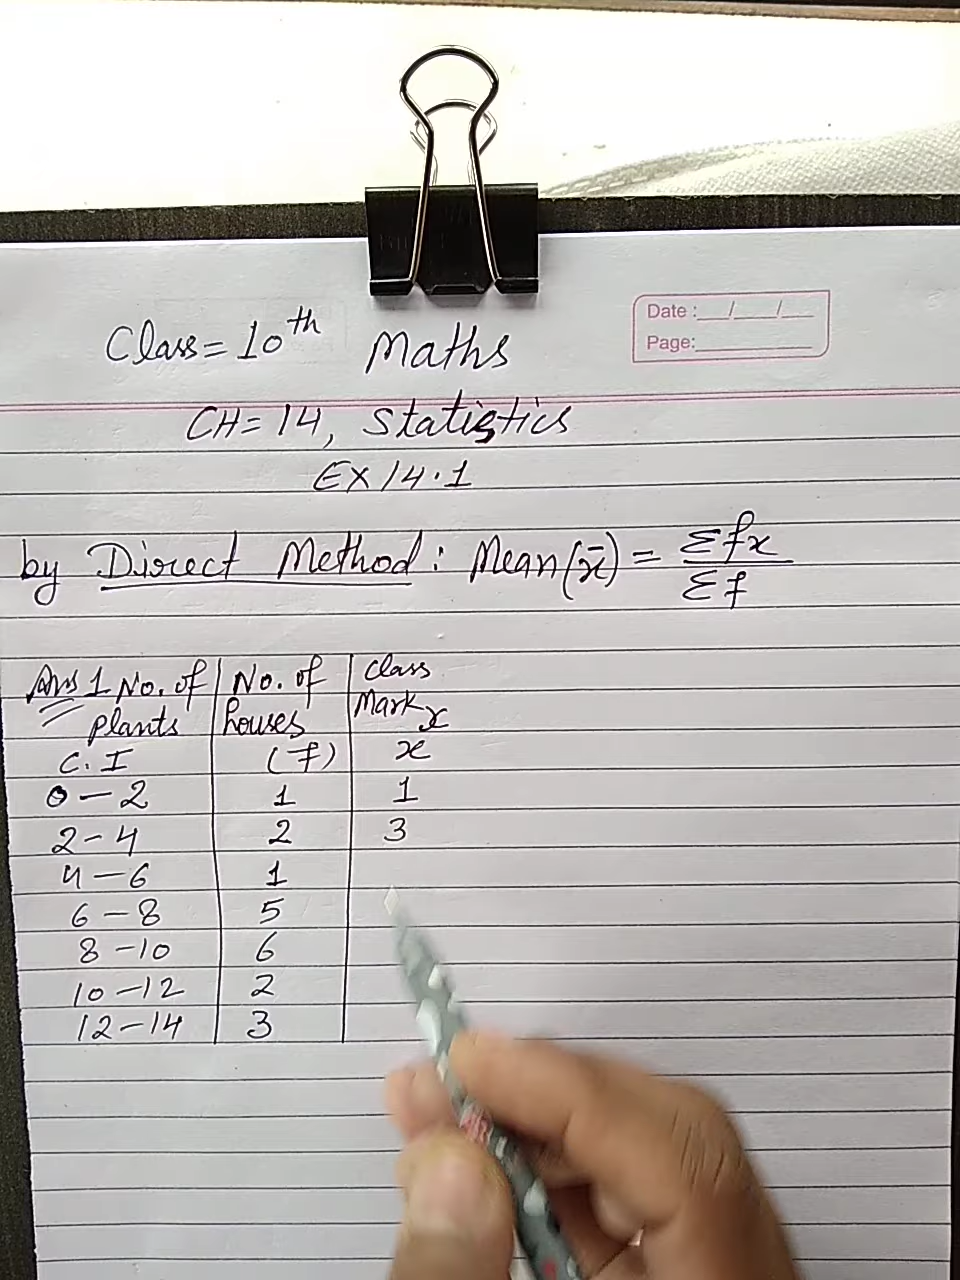 Class = 10th Maths
Date : __/__/__
Page: ________
CH = 14, Statistics
EX 14.1
by Direct Method : Mean (x̄) = Σfx / Σf
Ans 1 No. of plants | No. of houses | Class Mark x
C. I | (f) | x
0 – 2 | 1 | 1
2 – 4 | 2 | 3
4 – 6 | 1
6 – 8 | 5
8 – 10 | 6
10 – 12 | 2
12 – 14 | 3